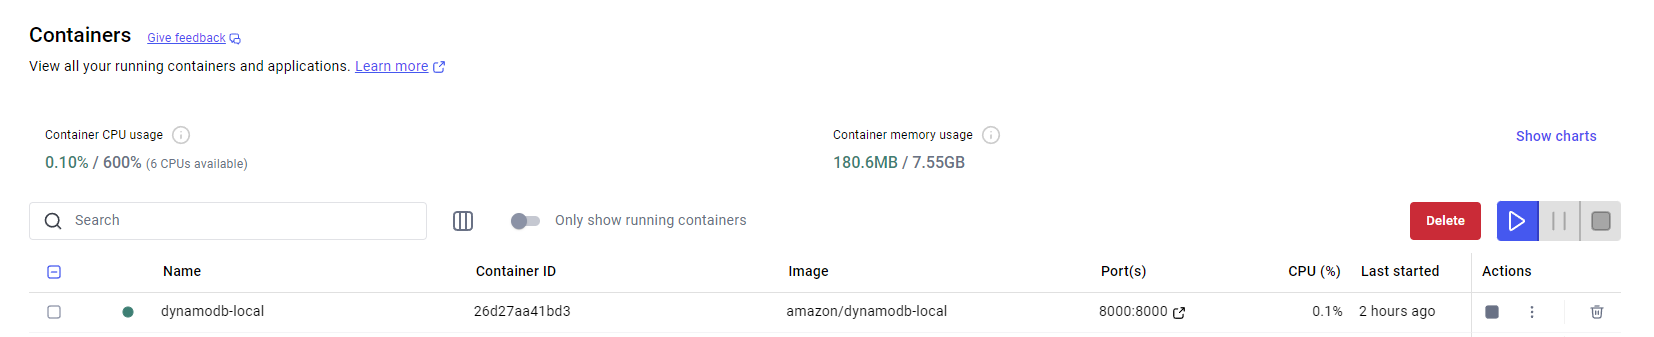 Containers Give feedback
View all your running containers and applications. Learn more
Container CPU usage
0.10% / 600% (6 CPUs available)
Container memory usage
180.6MB / 7.55GB
Show charts
Search
Only show running containers
Delete
Name Container ID Image Port(s) CPU (%) Last started Actions
dynamodb-local 26d27aa41bd3 amazon/dynamodb-local 8000:8000 0.1% 2 hours ago